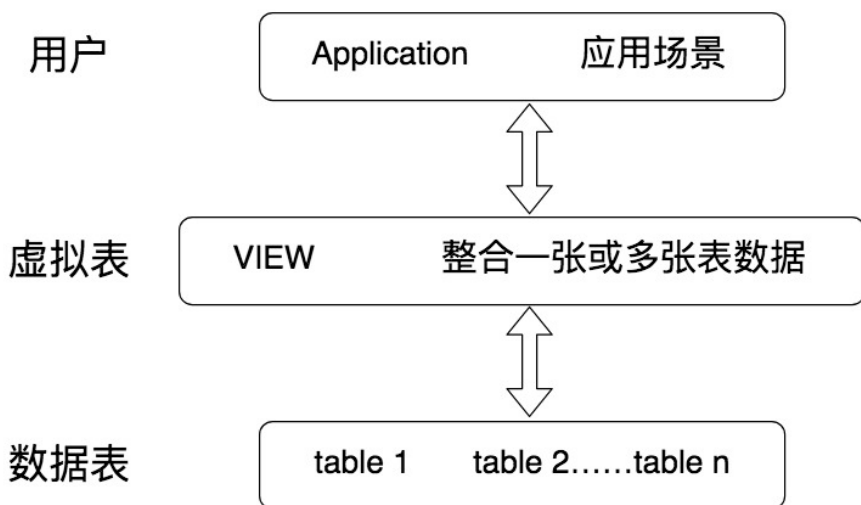 用户 Application 应用场景
虚拟表 VIEW 整合一张或多张表数据
数据表 table 1 table 2……table n